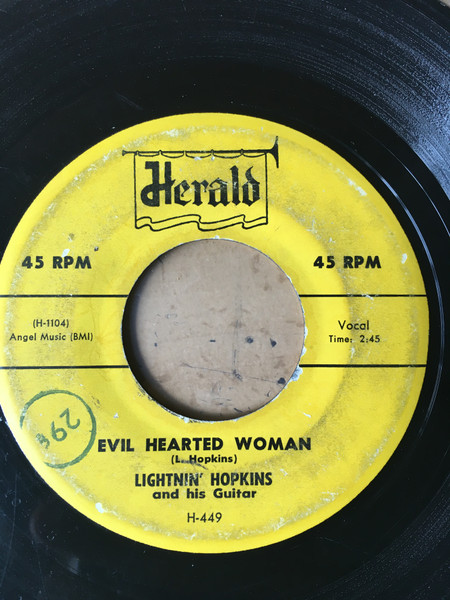 Herald
45 RPM
45 RPM
(H-1104)
Angel Music (BMI)
Vocal
Time: 2:45
29¢
EVIL HEARTED WOMAN
(L. Hopkins)
LIGHTNIN' HOPKINS
and his Guitar
H-449